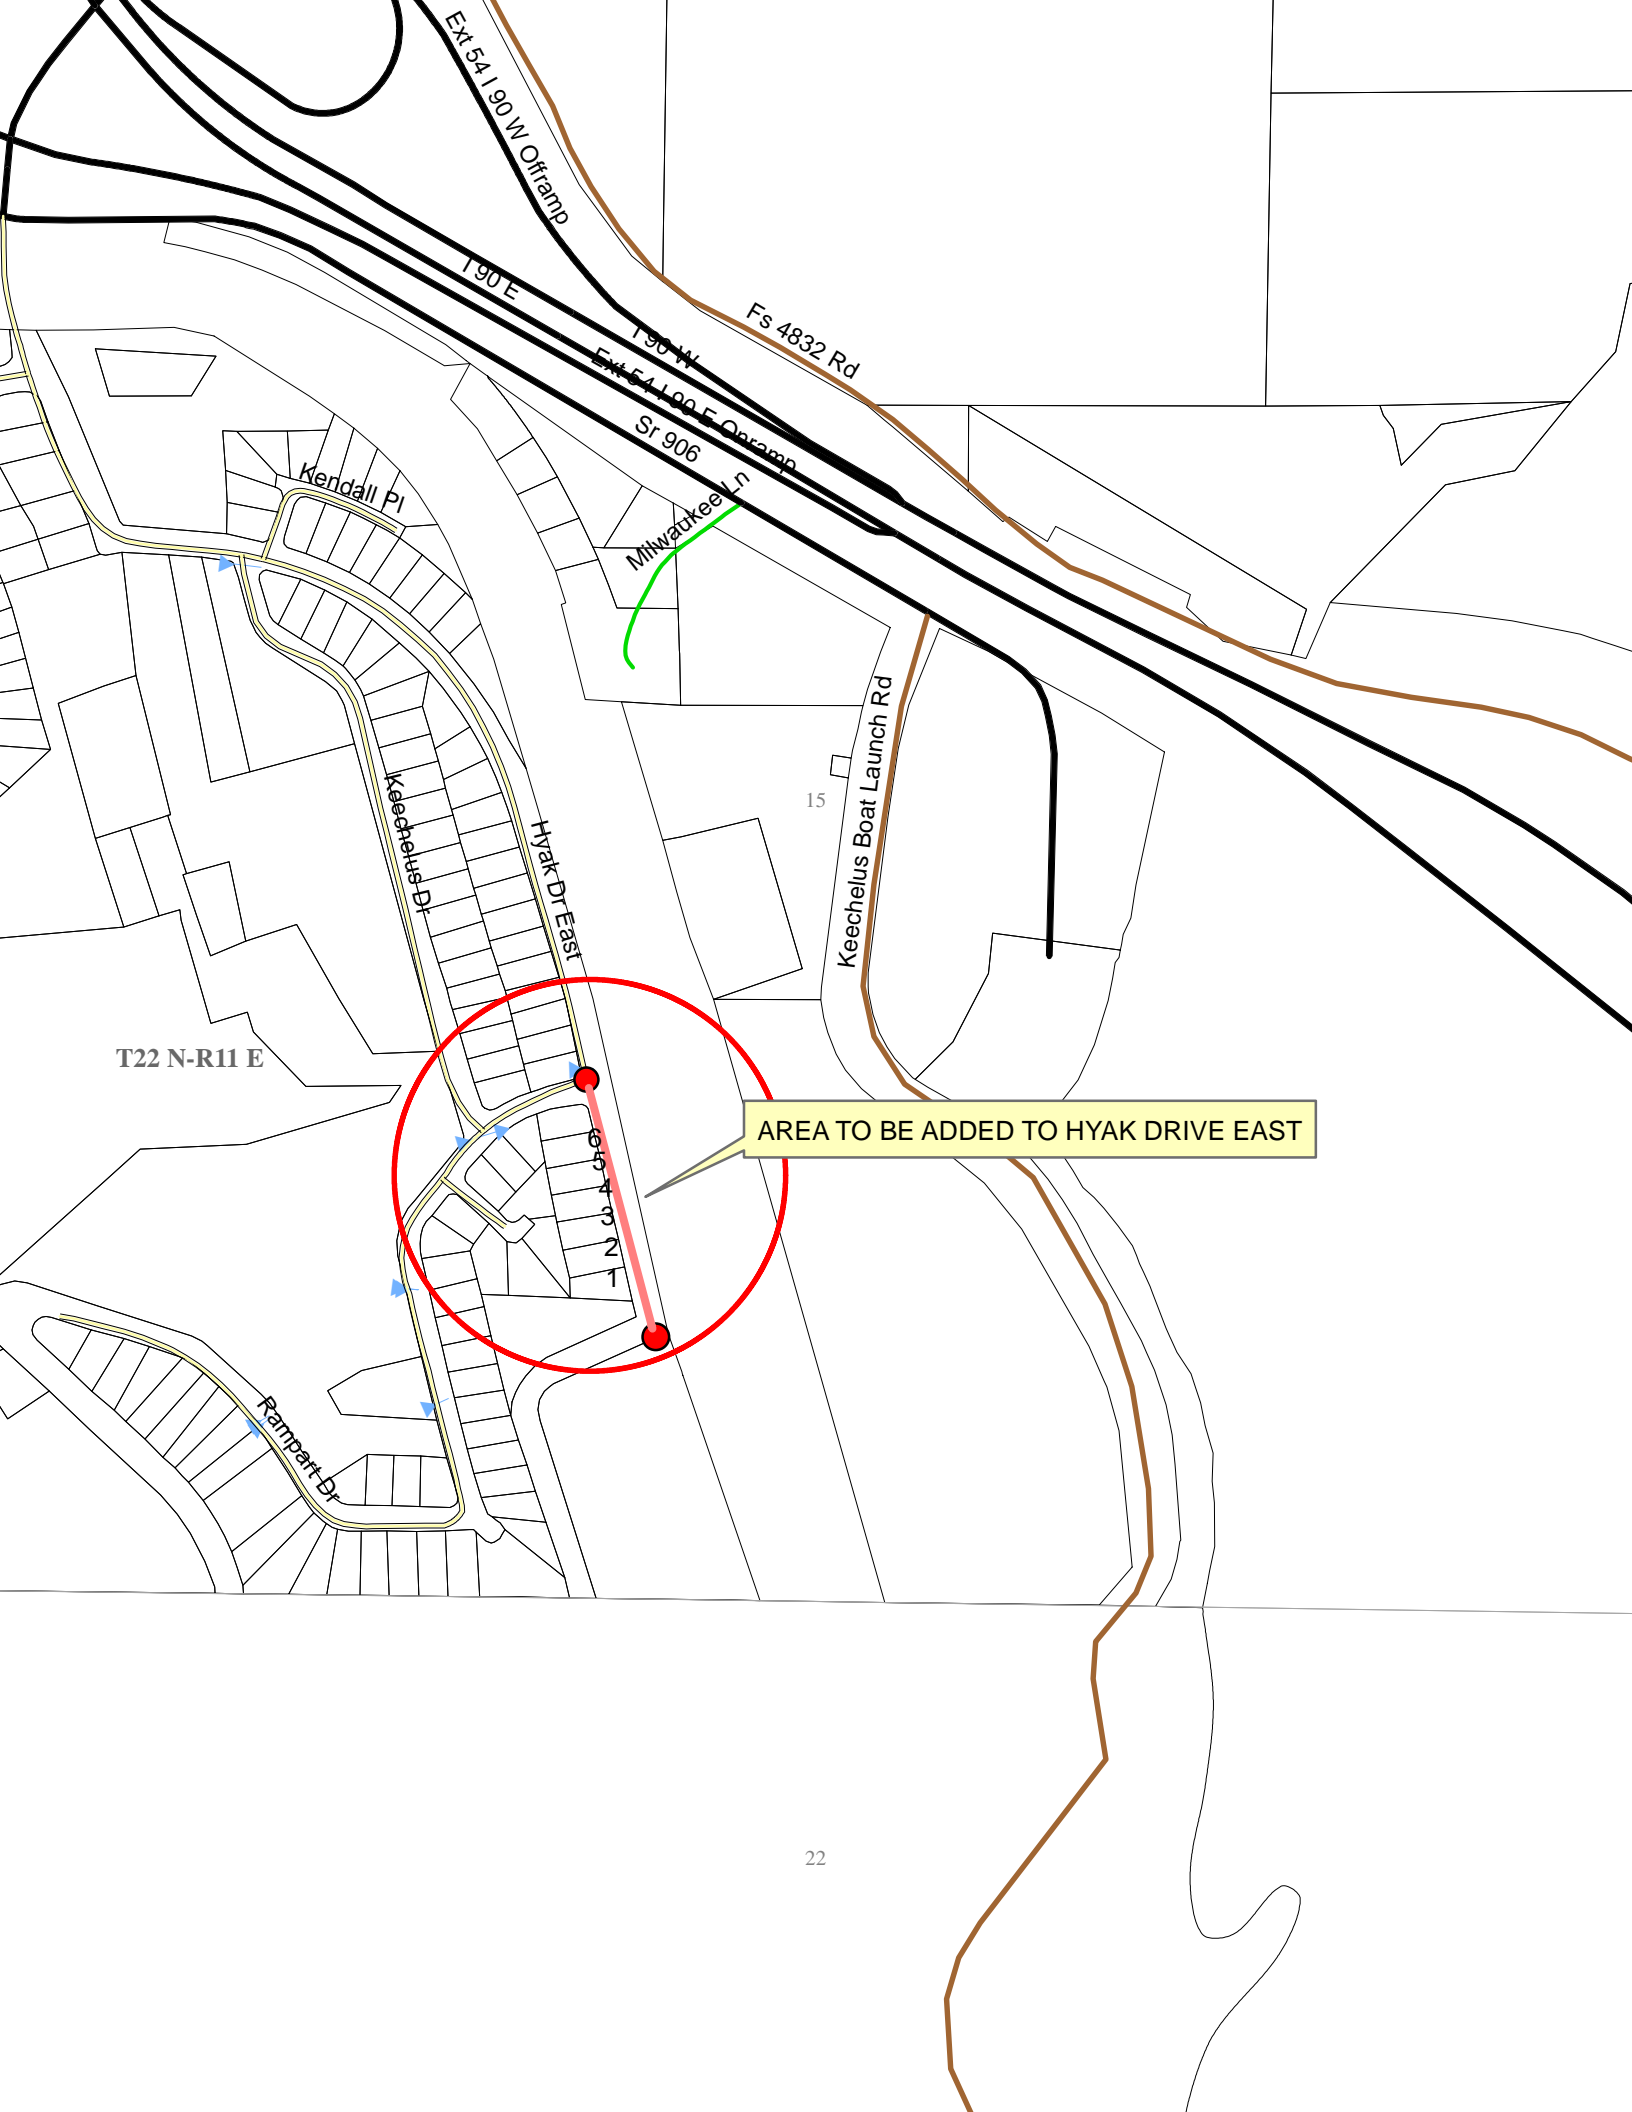 Ext 54 I 90 W Offramp
I 90 E
I 90 W
Fs 4832 Rd
Ext 54 I 90 E Onramp
Sr 906
Kendall Pl
Milwaukee Ln
Keechelus Boat Launch Rd
15
Keechelus Dr
Hyak Dr East
T22 N-R11 E
AREA TO BE ADDED TO HYAK DRIVE EAST
6
5
4
3
2
1
Rampart Dr
22